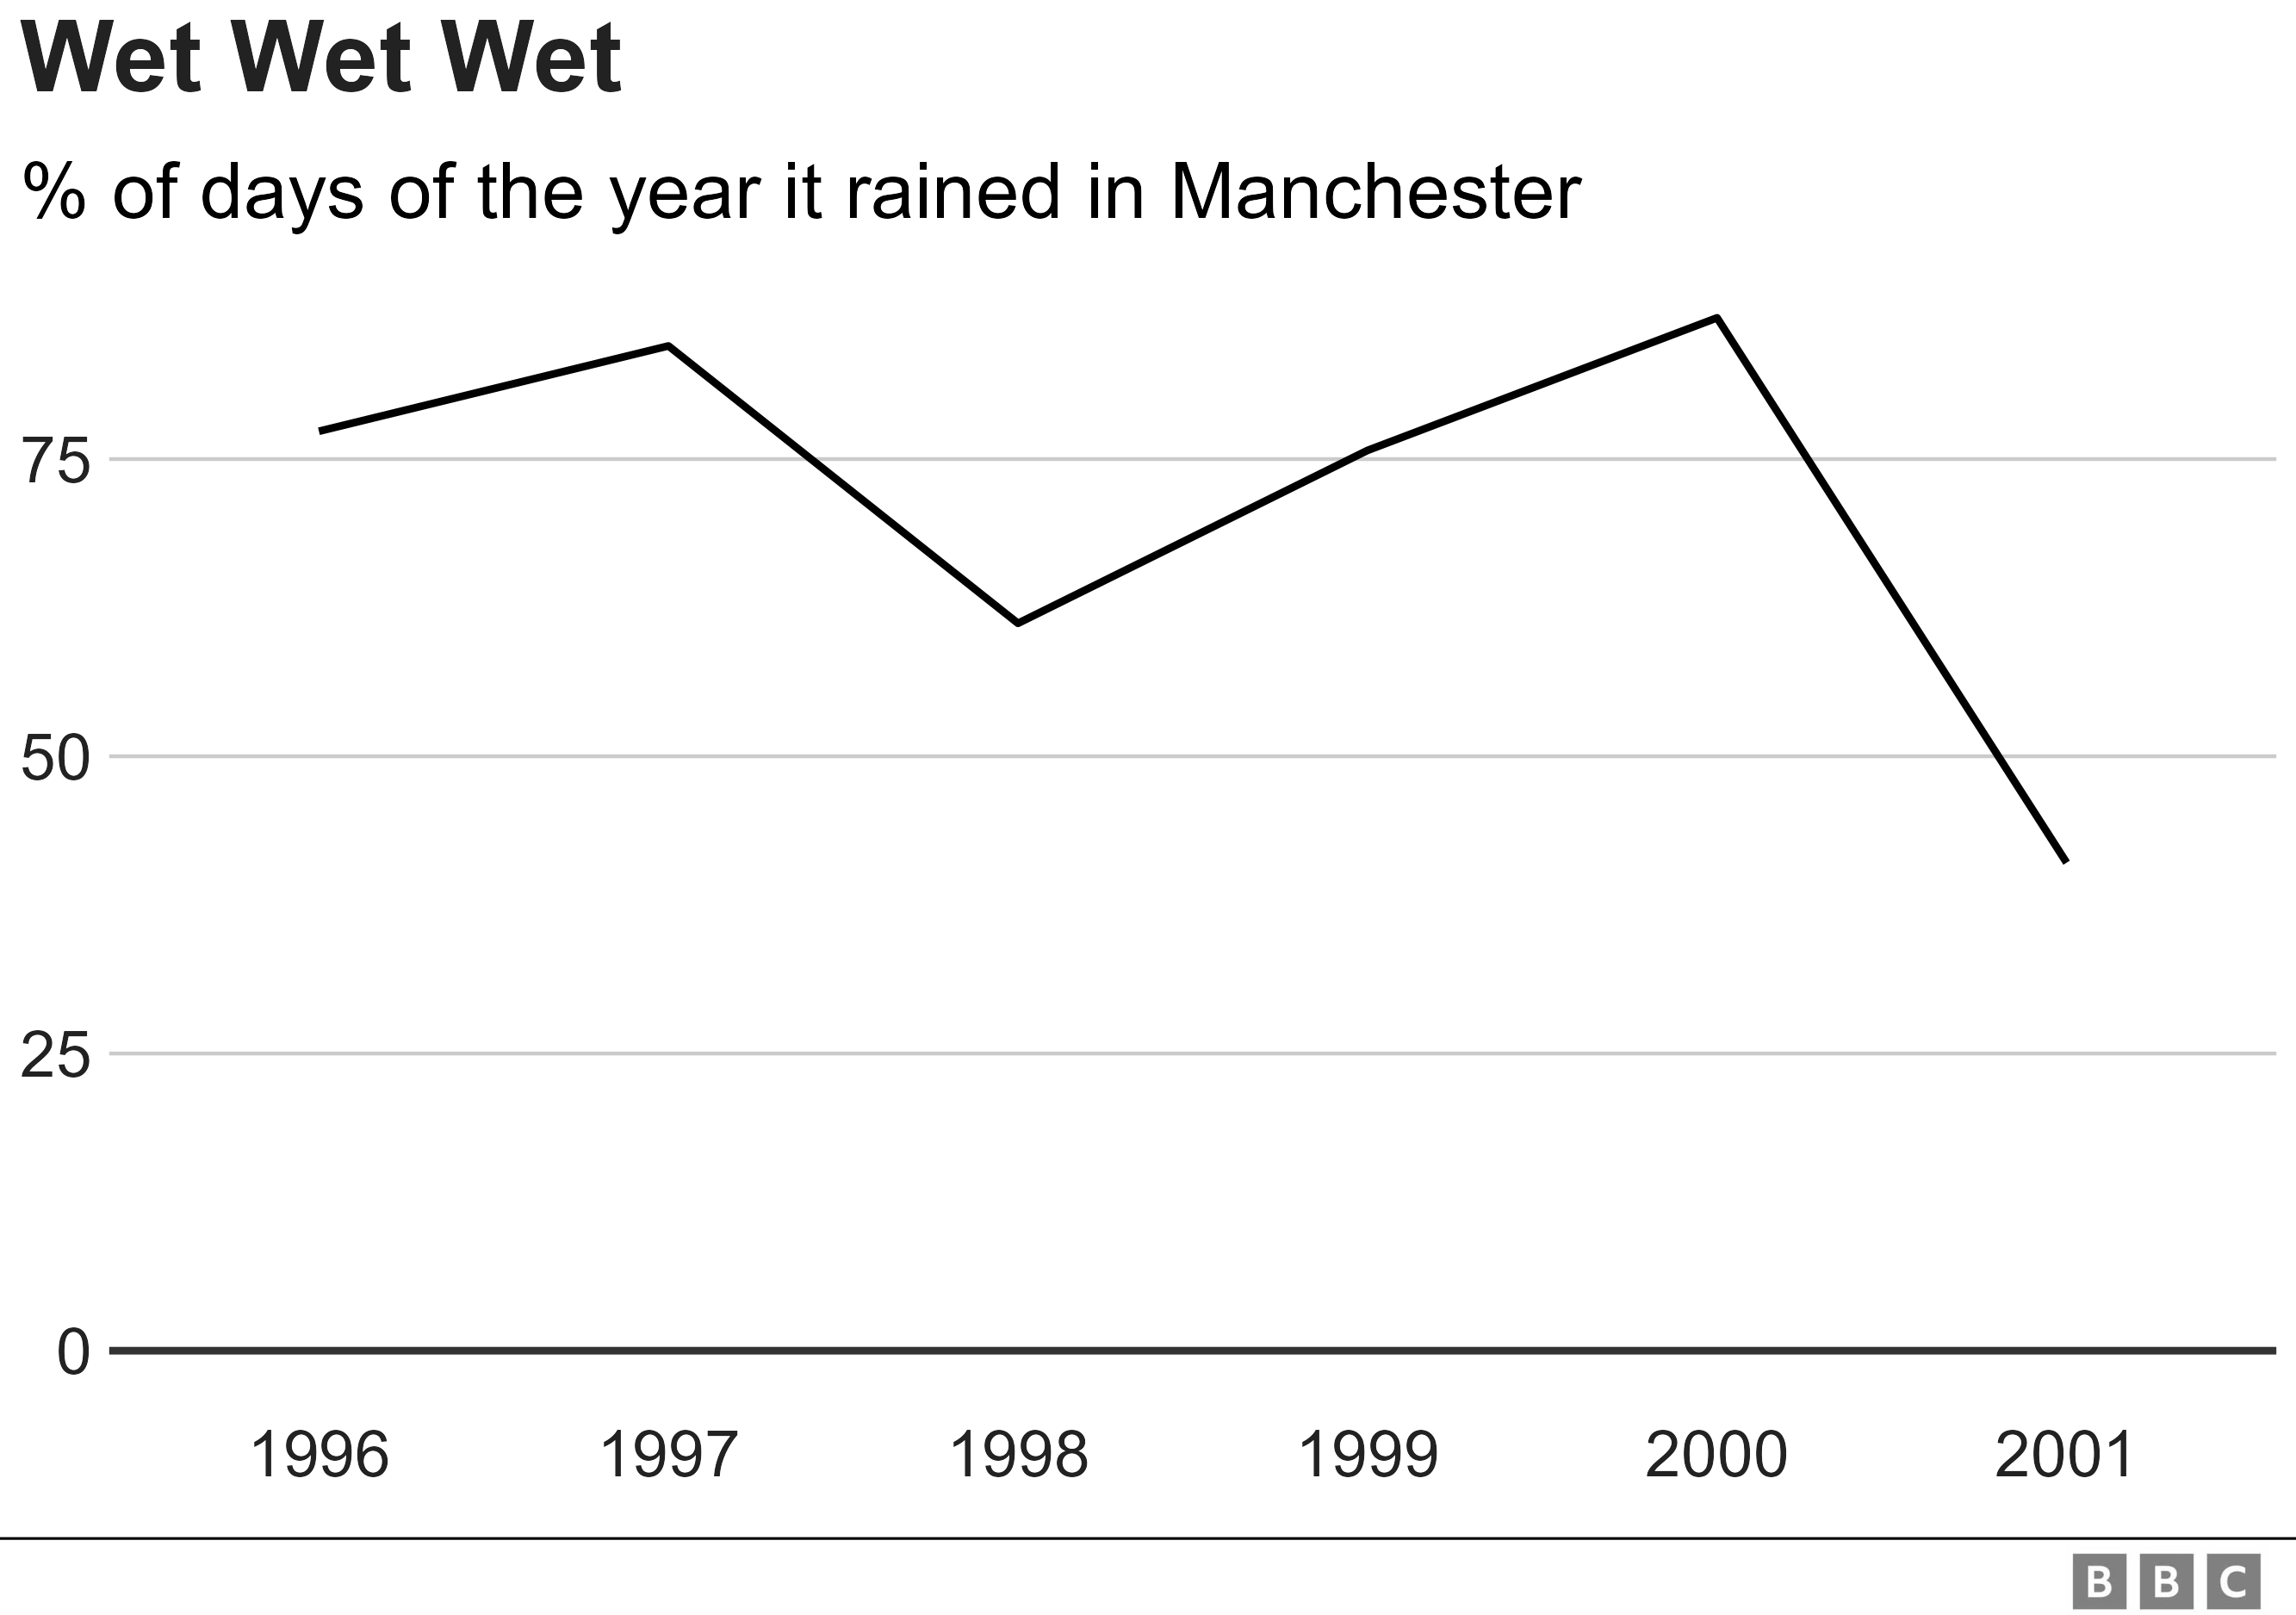 Wet Wet Wet
% of days of the year it rained in Manchester
75
50
25
0
1996 1997 1998 1999 2000 2001
BBC